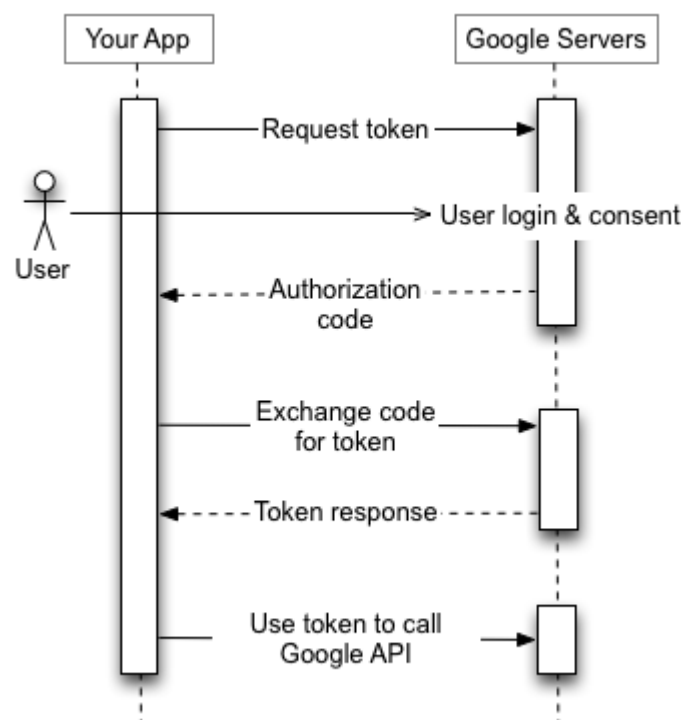 Your App
Google Servers
Request token
User login & consent
User
Authorization
code
Exchange code
for token
Token response
Use token to call
Google API